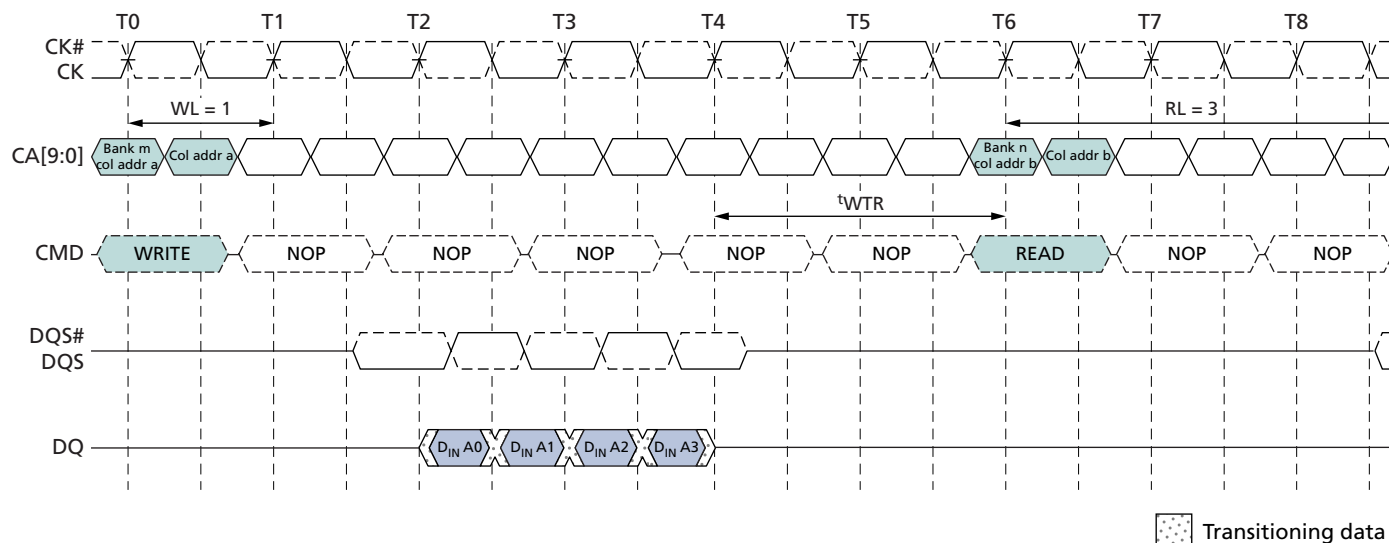 T0 T1 T2 T3 T4 T5 T6 T7 T8
CK#
CK
WL = 1 RL = 3
CA[9:0] Bank m col addr a Col addr a Bank n col addr b Col addr b
tWTR
CMD WRITE NOP NOP NOP NOP NOP READ NOP NOP
DQS#
DQS
DQ DIN A0 DIN A1 DIN A2 DIN A3
Transitioning data